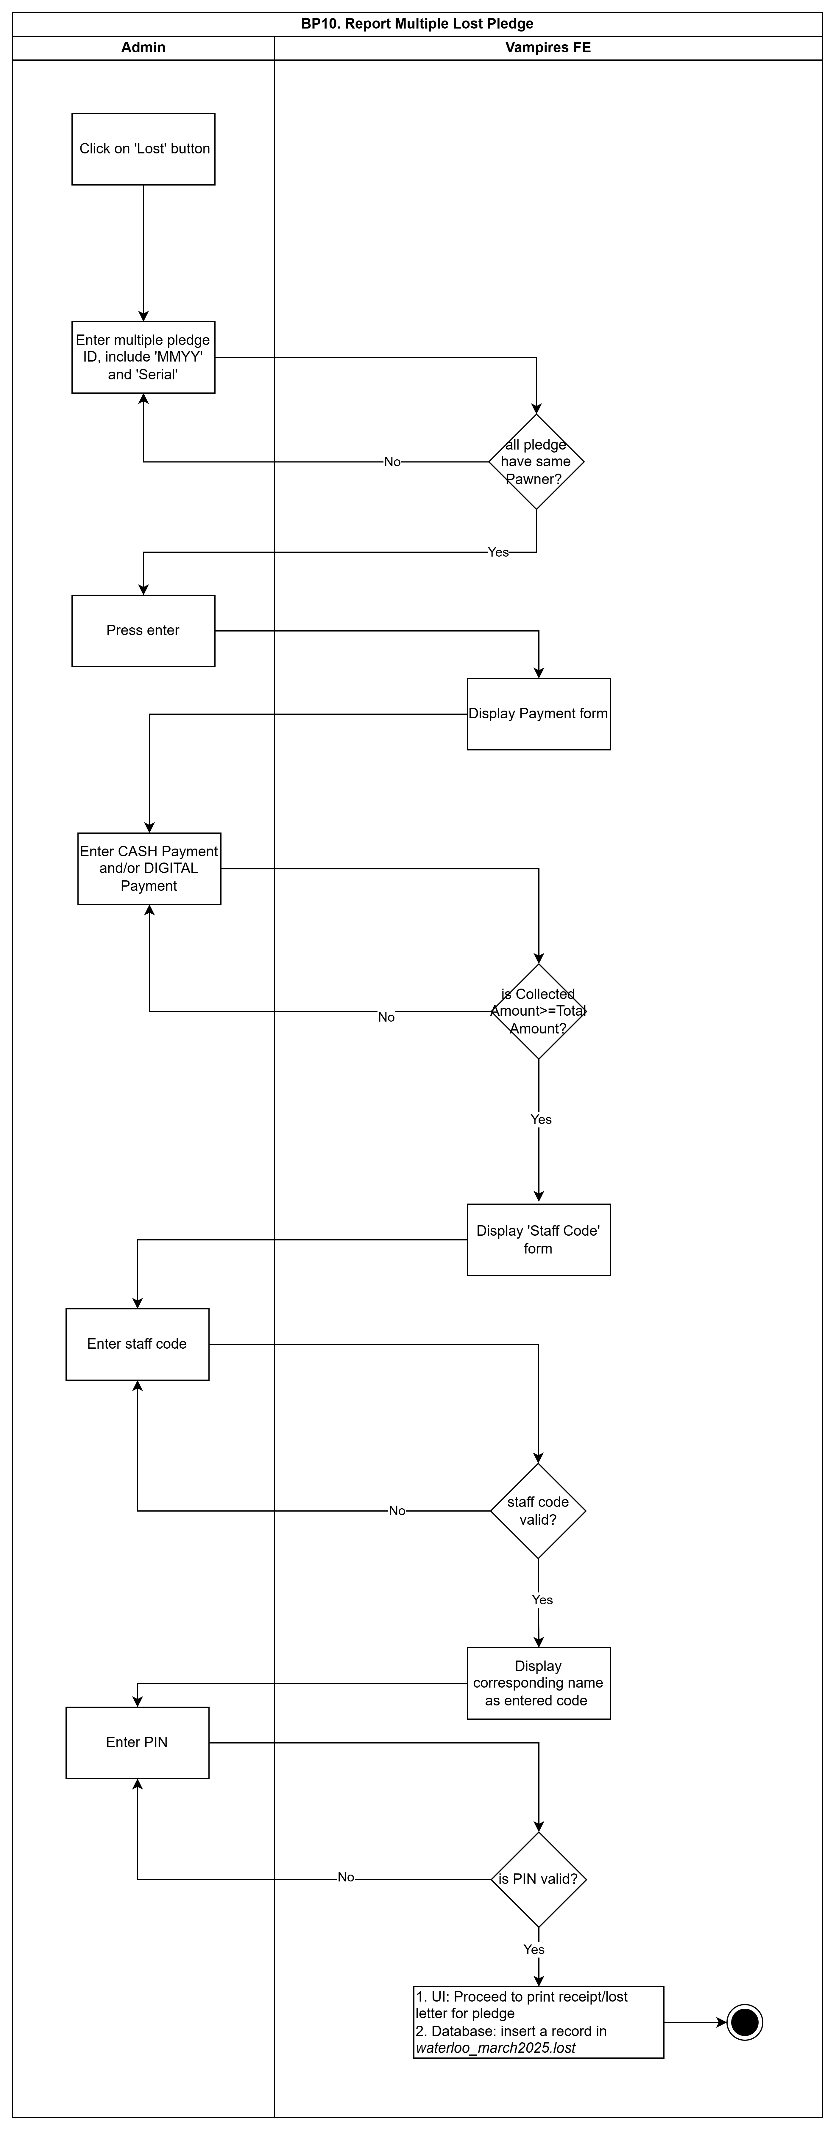 BP10. Report Multiple Lost Pledge
Admin
Vampires FE
Click on 'Lost' button
Enter multiple pledge
ID, include 'MMYY'
and 'Serial'
all pledge
have same
Pawner?
No
Yes
Press enter
Display Payment form
Enter CASH Payment
and/or DIGITAL
Payment
is Collected
Amount>=Total
Amount?
No
Yes
Display 'Staff Code'
form
Enter staff code
staff code
valid?
No
Yes
Display
corresponding name
as entered code
Enter PIN
is PIN valid?
No
Yes
1. UI: Proceed to print receipt/lost
letter for pledge
2. Database: insert a record in
waterloo_march2025.lost